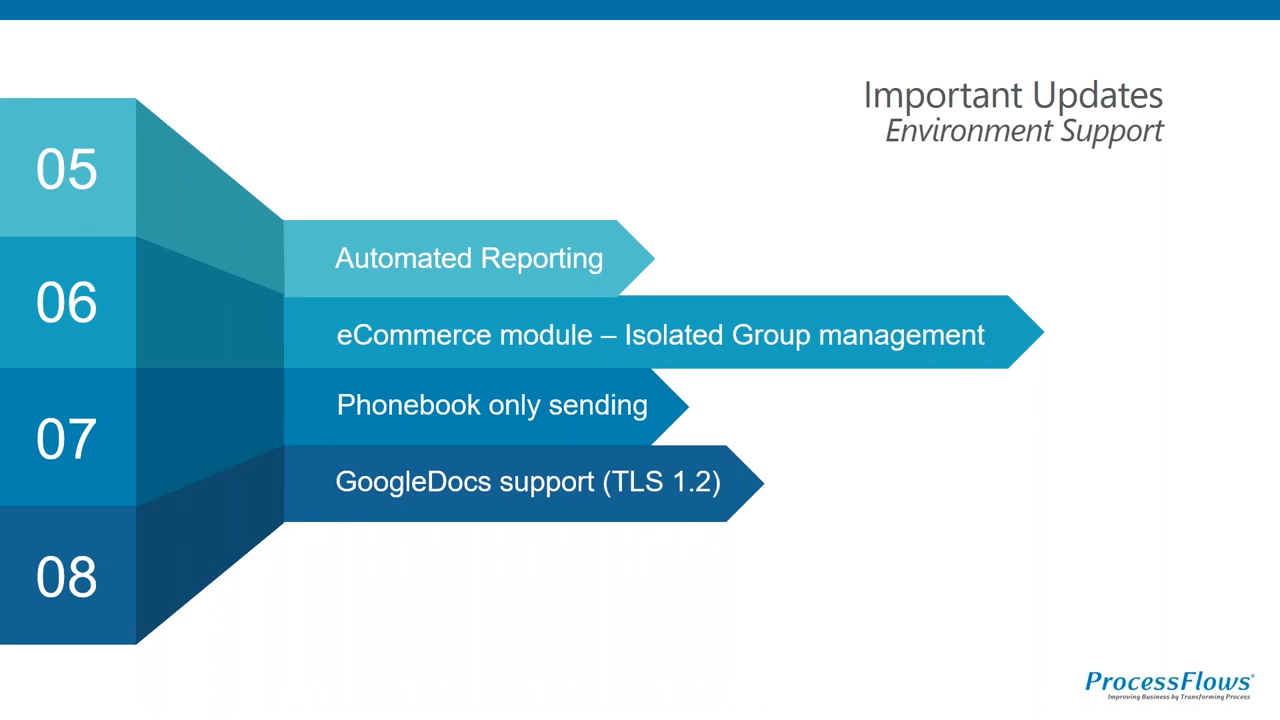 Important Updates
Environment Support
05
Automated Reporting
06
eCommerce module – Isolated Group management
07
Phonebook only sending
08
GoogleDocs support (TLS 1.2)
ProcessFlows®
Improving Business by Transforming Process